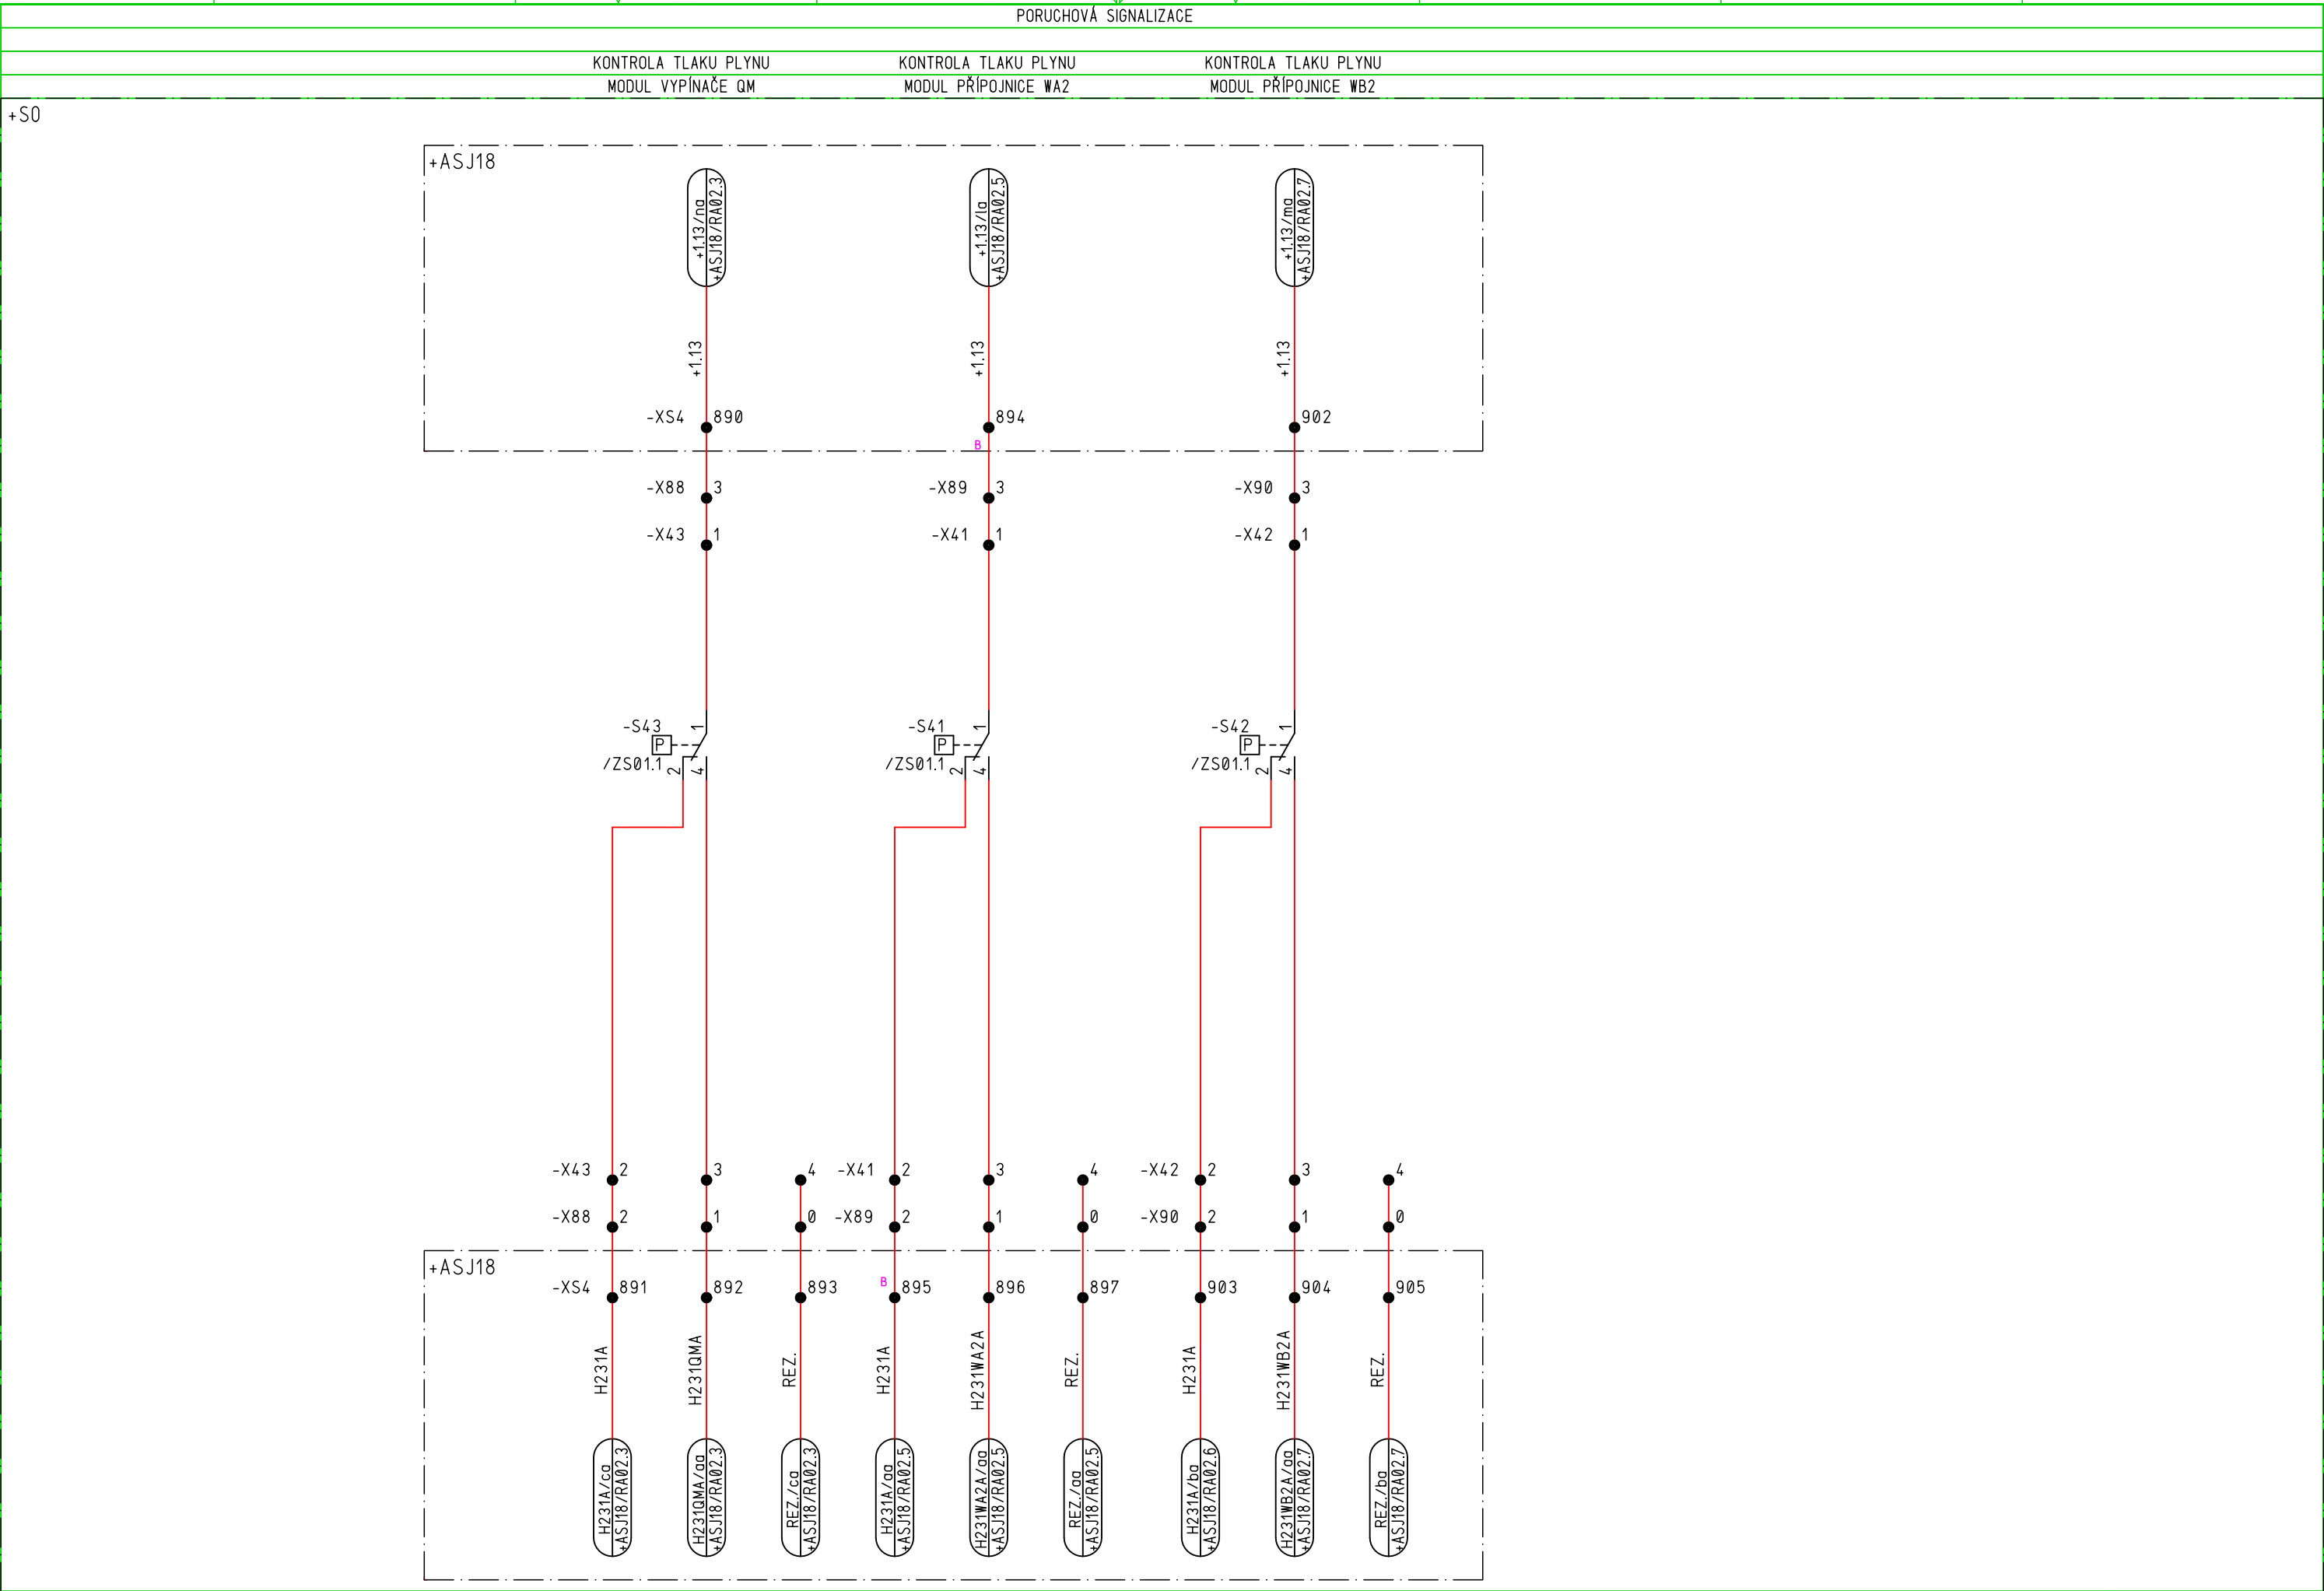 PORUCHOVÁ SIGNALIZACE
KONTROLA TLAKU PLYNU KONTROLA TLAKU PLYNU KONTROLA TLAKU PLYNU
MODUL VYPÍNAČE QM MODUL PŘÍPOJNICE WA2 MODUL PŘÍPOJNICE WB2
+S0
+ASJ18
+1.13/na +1.13/la +1.13/ma
+ASJ18/RA02.3 +ASJ18/RA02.5 +ASJ18/RA02.7
+1.13 +1.13 +1.13
-XS4 890 894 902
B
-X88 3 -X89 3 -X90 3
-X43 1 -X41 1 -X42 1
-S43 1 -S41 1 -S42 1
P P P
/ZS01.1 2 4 /ZS01.1 2 4 /ZS01.1 2 4
-X43 2 3 4 -X41 2 3 4 -X42 2 3 4
-X88 2 1 0 -X89 2 1 0 -X90 2 1 0
+ASJ18
-XS4 891 892 893 B 895 896 897 903 904 905
H231A H231QMA REZ. H231A H231WA2A REZ. H231A H231WB2A REZ.
H231A/ca H231QMA/aa REZ./ca H231A/aa H231WA2A/aa REZ./aa H231A/ba H231WB2A/aa REZ./ba
+ASJ18/RA02.3 +ASJ18/RA02.3 +ASJ18/RA02.3 +ASJ18/RA02.5 +ASJ18/RA02.5 +ASJ18/RA02.5 +ASJ18/RA02.6 +ASJ18/RA02.7 +ASJ18/RA02.7